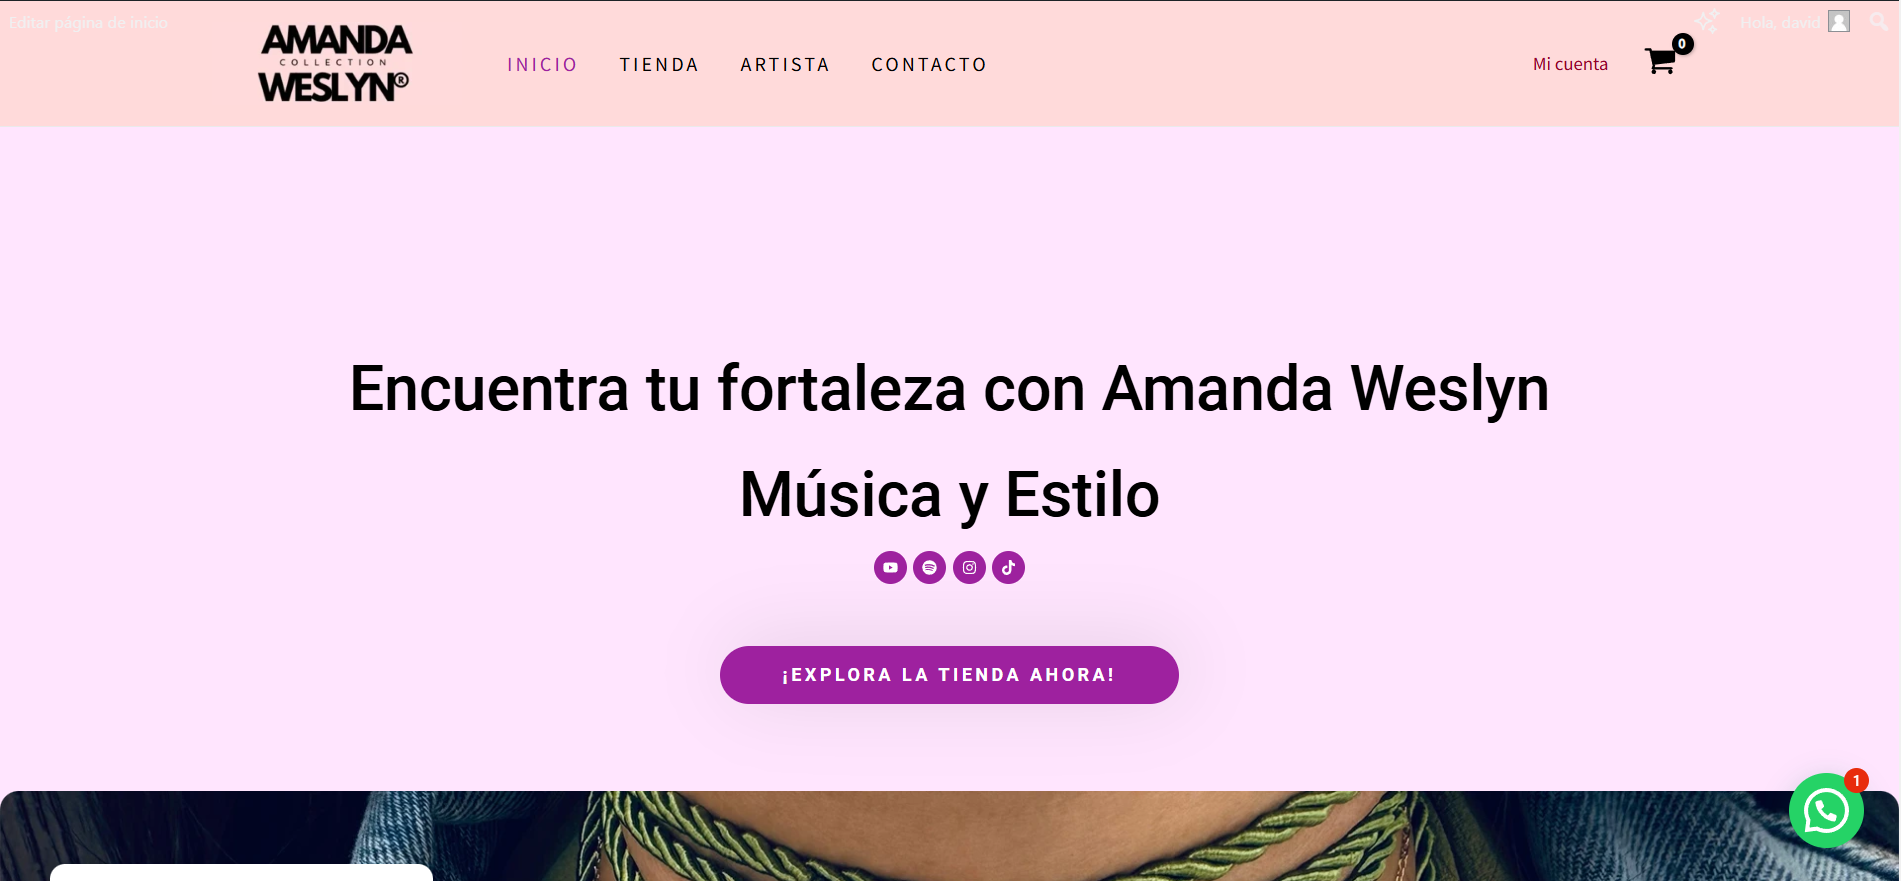 Editar página de inicio
Hola, david
AMANDA
COLLECTION
WESLYN®
INICIO TIENDA ARTISTA CONTACTO
Mi cuenta
0
Encuentra tu fortaleza con Amanda Weslyn
Música y Estilo
¡EXPLORA LA TIENDA AHORA!
1